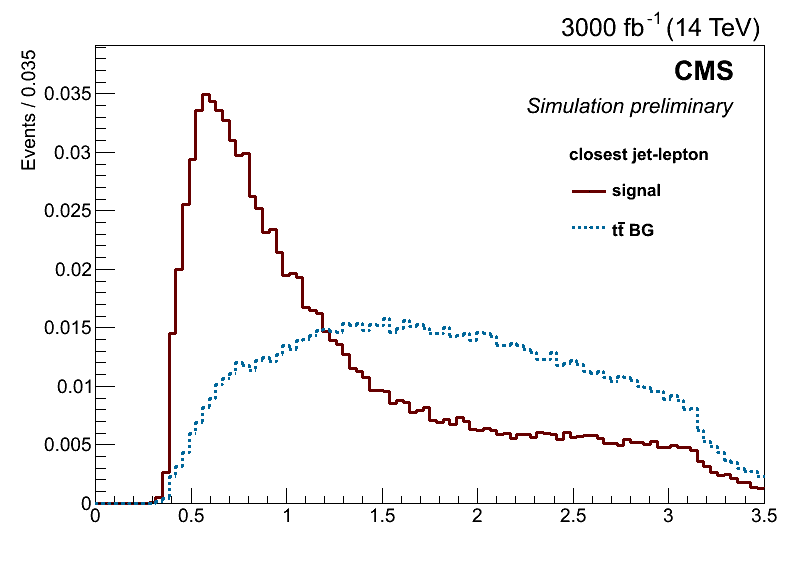 3000 fb⁻¹ (14 TeV)
Events / 0.035
CMS
Simulation preliminary
closest jet-lepton
signal
tt̅ BG
0.035
0.03
0.025
0.02
0.015
0.01
0.005
0
0 0.5 1 1.5 2 2.5 3 3.5